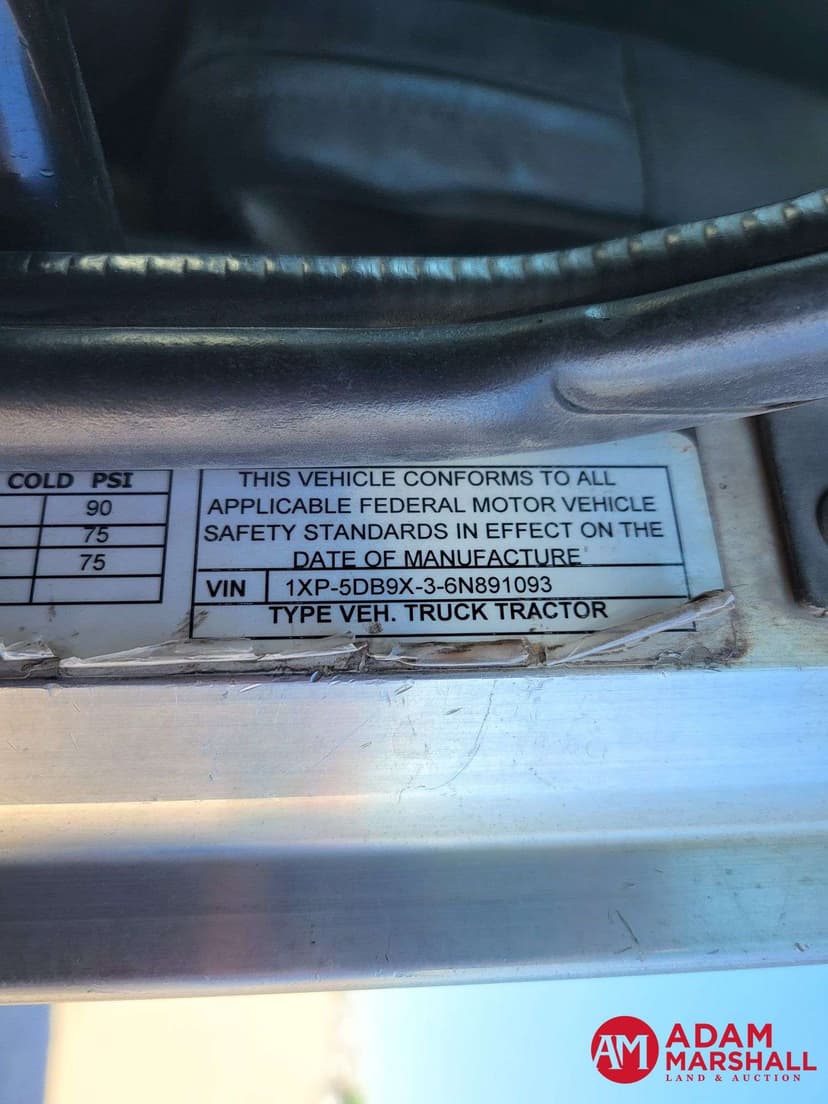 COLD PSI
90
75
75
THIS VEHICLE CONFORMS TO ALL
APPLICABLE FEDERAL MOTOR VEHICLE
SAFETY STANDARDS IN EFFECT ON THE
DATE OF MANUFACTURE
VIN 1XP-5DB9X-3-6N891093
TYPE VEH. TRUCK TRACTOR
AM ADAM
MARSHALL
LAND & AUCTION